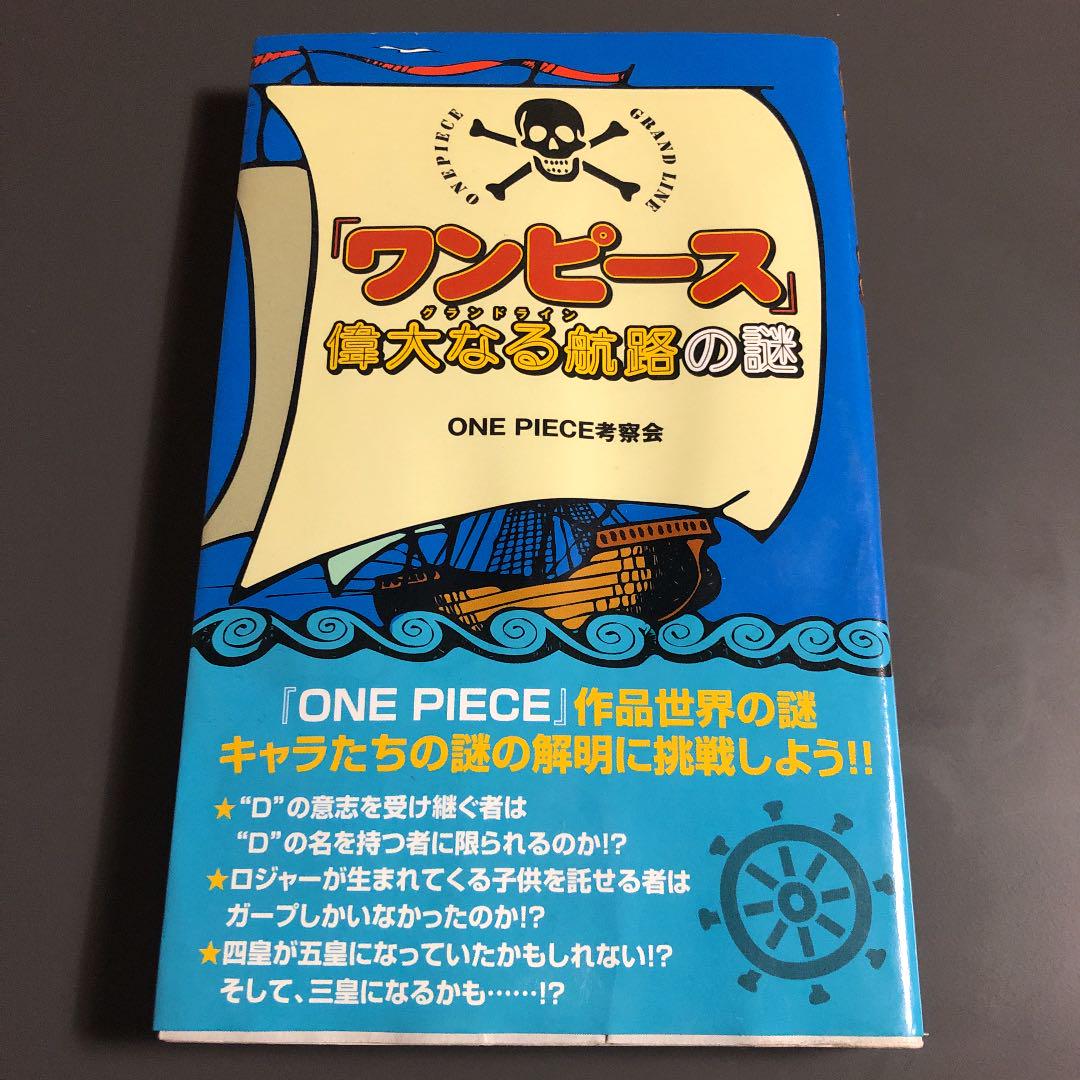 ONE PIECE
GRAND LINE
「ワンピース」
グランドライン
偉大なる航路の謎
ONE PIECE考察会
『ONE PIECE』作品世界の謎
キャラたちの謎の解明に挑戦しよう!!
★“D”の意志を受け継ぐ者は
“D”の名を持つ者に限られるのか!?
★ロジャーが生まれてくる子供を託せる者は
ガープしかいなかったのか!?
★四皇が五皇になっていたかもしれない!?
そして、三皇になるかも……!?